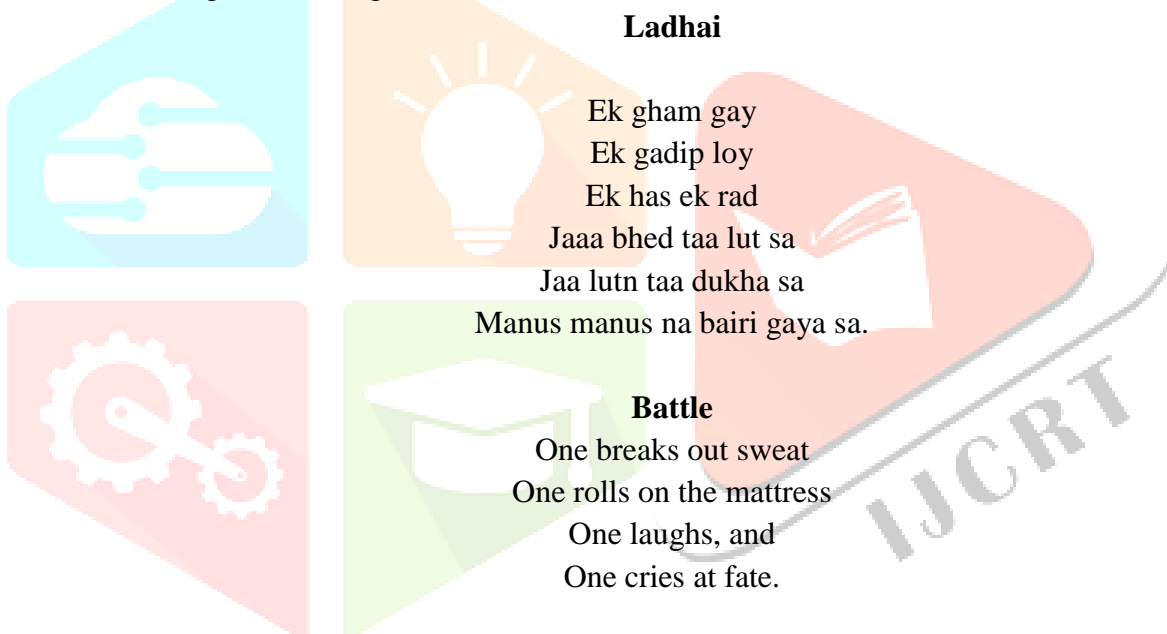 Ladhai
Ek gham gay
Ek gadip loy
Ek has ek rad
Jaaa bhed taa lut sa
Jaa lutn taa dukha sa
Manus manus na bairi gaya sa.
Battle
One breaks out sweat
One rolls on the mattress
One laughs, and
One cries at fate.
IJCRT